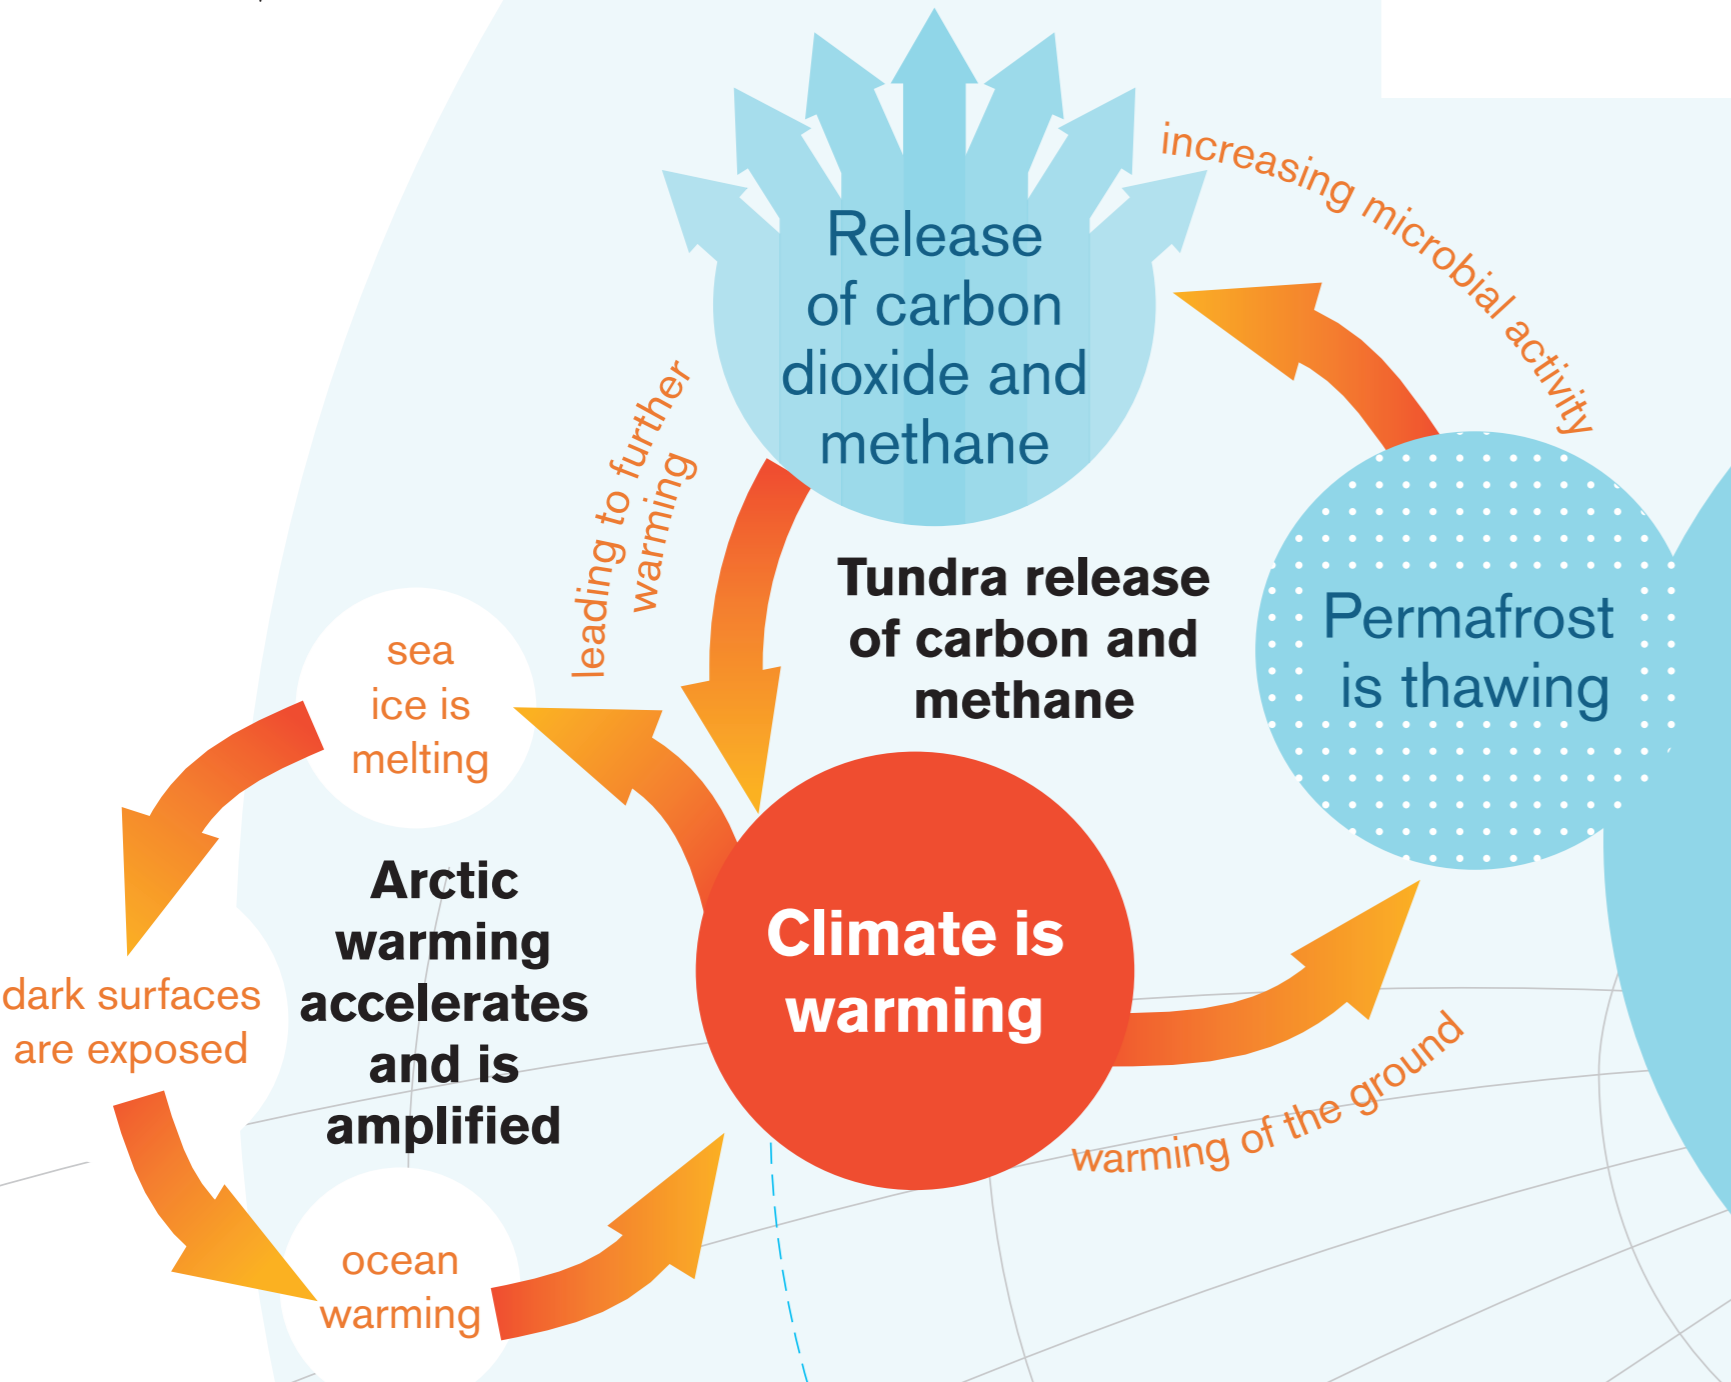 Release
of carbon
dioxide and
methane
increasing microbial activity
leading to further
warming
Tundra release
of carbon and
methane
Permafrost
is thawing
sea
ice is
melting
Arctic
warming
accelerates
and is
amplified
Climate is
warming
dark surfaces
are exposed
warming of the ground
ocean
warming